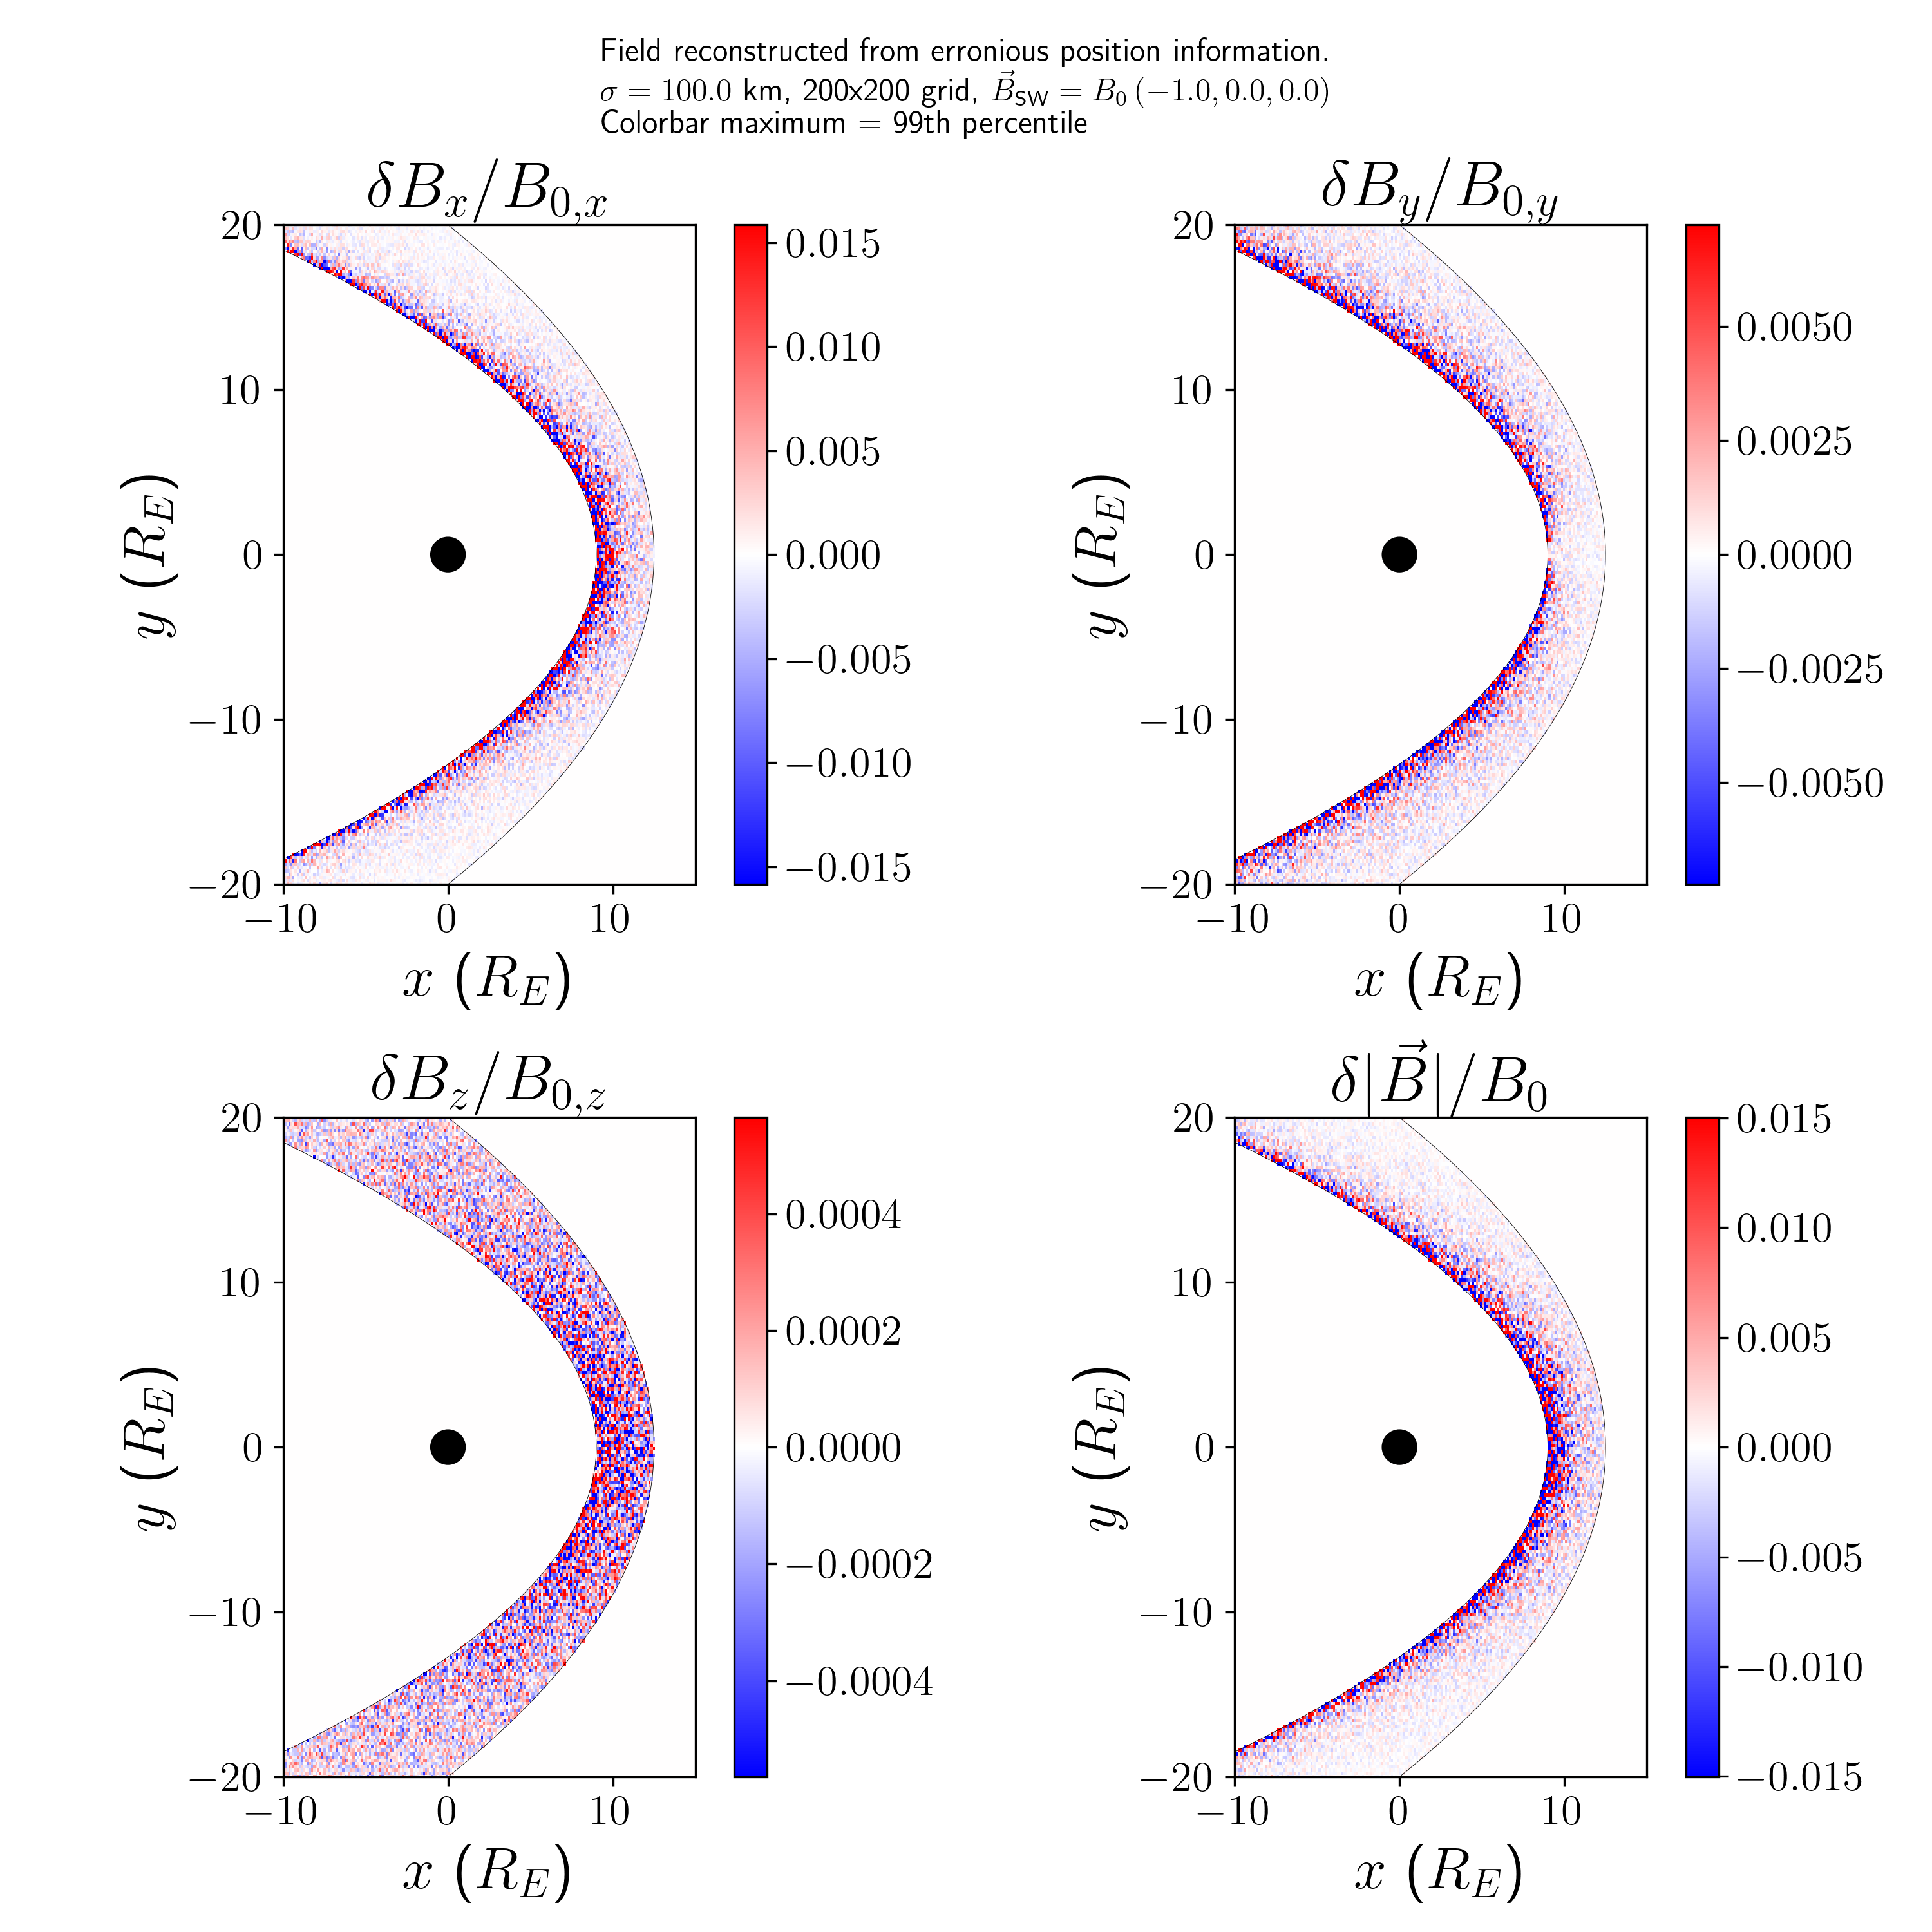 Field reconstructed from erronious position information.
σ = 100.0 km, 200x200 grid, B⃗_SW = B_0 (−1.0, 0.0, 0.0)
Colorbar maximum = 99th percentile
δB_x/B_{0,x}
20
10
0
−10
−20
−10 0 10
y (R_E)
x (R_E)
0.015
0.010
0.005
0.000
−0.005
−0.010
−0.015
δB_y/B_{0,y}
20
10
0
−10
−20
−10 0 10
y (R_E)
x (R_E)
0.0050
0.0025
0.0000
−0.0025
−0.0050
δB_z/B_{0,z}
20
10
0
−10
−20
−10 0 10
y (R_E)
x (R_E)
0.0004
0.0002
0.0000
−0.0002
−0.0004
δ|B⃗|/B_0
20
10
0
−10
−20
−10 0 10
y (R_E)
x (R_E)
0.015
0.010
0.005
0.000
−0.005
−0.010
−0.015